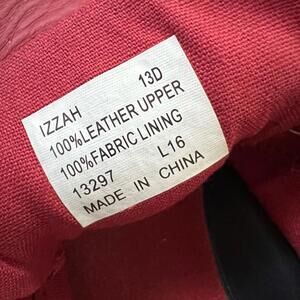 IZZAH 13D
100%LEATHER UPPER
100%FABRIC LINING
13297 L16
MADE IN CHINA